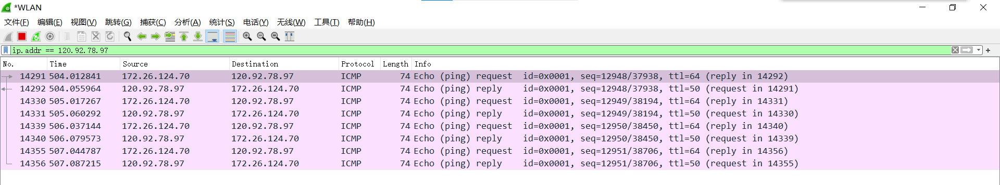 *WLAN
文件(F) 编辑(E) 视图(V) 跳转(G) 捕获(C) 分析(A) 统计(S) 电话(Y) 无线(W) 工具(T) 帮助(H)
ip.addr == 120.92.78.97
No. Time Source Destination Protocol Length Info
14291 504.012841 172.26.124.70 120.92.78.97 ICMP 74 Echo (ping) request id=0x0001, seq=12948/37938, ttl=64 (reply in 14292)
14292 504.055964 120.92.78.97 172.26.124.70 ICMP 74 Echo (ping) reply id=0x0001, seq=12948/37938, ttl=50 (request in 14291)
14330 505.017267 172.26.124.70 120.92.78.97 ICMP 74 Echo (ping) request id=0x0001, seq=12949/38194, ttl=64 (reply in 14331)
14331 505.060292 120.92.78.97 172.26.124.70 ICMP 74 Echo (ping) reply id=0x0001, seq=12949/38194, ttl=50 (request in 14330)
14339 506.037144 172.26.124.70 120.92.78.97 ICMP 74 Echo (ping) request id=0x0001, seq=12950/38450, ttl=64 (reply in 14340)
14340 506.079573 120.92.78.97 172.26.124.70 ICMP 74 Echo (ping) reply id=0x0001, seq=12950/38450, ttl=50 (request in 14339)
14355 507.044787 172.26.124.70 120.92.78.97 ICMP 74 Echo (ping) request id=0x0001, seq=12951/38706, ttl=64 (reply in 14356)
14356 507.087215 120.92.78.97 172.26.124.70 ICMP 74 Echo (ping) reply id=0x0001, seq=12951/38706, ttl=50 (request in 14355)